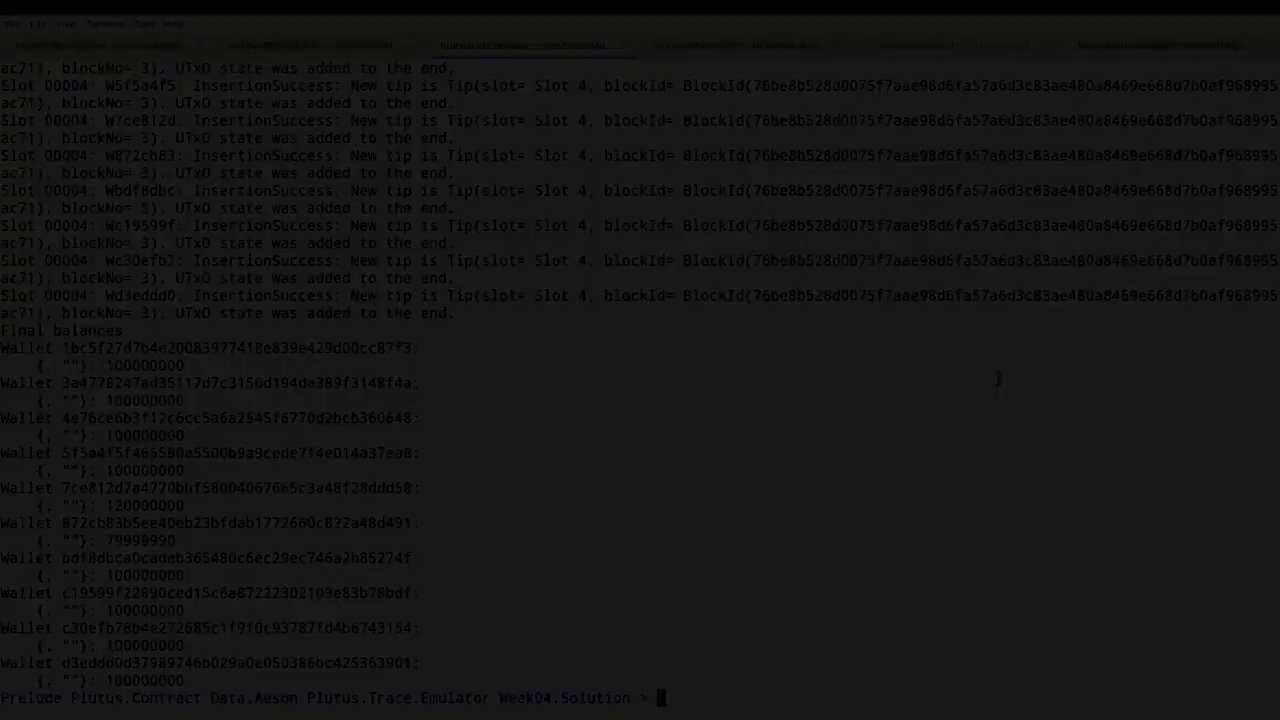 ac71), blockNo= 3). UTxO state was added to the end.
Slot 00004: W5f5a4f5: InsertionSuccess: New tip is Tip(slot= Slot 4, blockId= BlockId(76be8b528d0075f7aae98d6fa57a6d3c83ae480a8469e668d7b0af968995
ac71), blockNo= 3). UTxO state was added to the end.
Slot 00004: W7ce812d: InsertionSuccess: New tip is Tip(slot= Slot 4, blockId= BlockId(76be8b528d0075f7aae98d6fa57a6d3c83ae480a8469e668d7b0af968995
ac71), blockNo= 3). UTxO state was added to the end.
Slot 00004: W872cb83: InsertionSuccess: New tip is Tip(slot= Slot 4, blockId= BlockId(76be8b528d0075f7aae98d6fa57a6d3c83ae480a8469e668d7b0af968995
ac71), blockNo= 3). UTxO state was added to the end.
Slot 00004: Wbdf8dbc: InsertionSuccess: New tip is Tip(slot= Slot 4, blockId= BlockId(76be8b528d0075f7aae98d6fa57a6d3c83ae480a8469e668d7b0af968995
ac71), blockNo= 3). UTxO state was added to the end.
Slot 00004: Wc19599f: InsertionSuccess: New tip is Tip(slot= Slot 4, blockId= BlockId(76be8b528d0075f7aae98d6fa57a6d3c83ae480a8469e668d7b0af968995
ac71), blockNo= 3). UTxO state was added to the end.
Slot 00004: Wc30efb7: InsertionSuccess: New tip is Tip(slot= Slot 4, blockId= BlockId(76be8b528d0075f7aae98d6fa57a6d3c83ae480a8469e668d7b0af968995
ac71), blockNo= 3). UTxO state was added to the end.
Slot 00004: Wd3eddd0: InsertionSuccess: New tip is Tip(slot= Slot 4, blockId= BlockId(76be8b528d0075f7aae98d6fa57a6d3c83ae480a8469e668d7b0af968995
ac71), blockNo= 3). UTxO state was added to the end.
Final balances
Wallet 1bc5f27d7b4e20083977418e839e429d00cc87f3:
{, ""}: 100000000
Wallet 3a4778247ad35117d7c3150d194da389f3148f4a:
{, ""}: 100000000
Wallet 4e76ce6b3f12c6cc5a6a2545f6770d2bcb360648:
{, ""}: 100000000
Wallet 5f5a4f5f465580a5500b9a9cede7f4e014a37ea8:
{, ""}: 100000000
Wallet 7ce812d7a4770bbf58004067665c3a48f28ddd58:
{, ""}: 120000000
Wallet 872cb83b5ee40eb23bfdab1772660c822a48d491:
{, ""}: 79999990
Wallet bdf8dbca0cadeb365480c6ec29ec746a2b85274f:
{, ""}: 100000000
Wallet c19599f22890ced15c6a87222302109e83b78bdf:
{, ""}: 100000000
Wallet c30efb78b4e272685c1f9f0c93787fd4b6743154:
{, ""}: 100000000
Wallet d3eddd0d37989746b029a0e050386bc425363901:
{, ""}: 100000000
Prelude Plutus.Contract Data.Aeson Plutus.Trace.Emulator Week04.Solution >